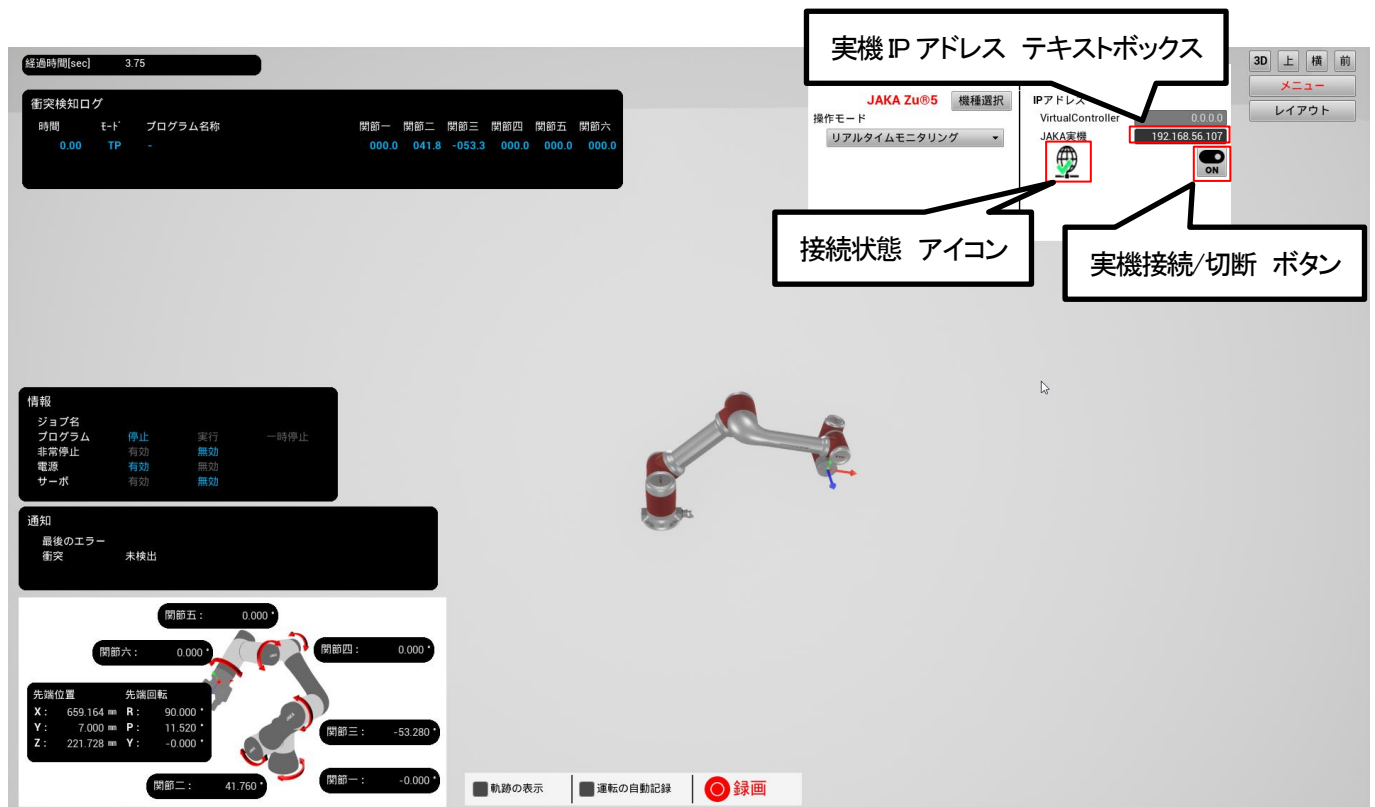 実機IPアドレス テキストボックス
経過時間[sec] 3.75
3D 上 横 前
メニュー
レイアウト
衝突検知ログ
時間 ﾓｰﾄﾞ プログラム名称 関節一 関節二 関節三 関節四 関節五 関節六
0.00 TP - 000.0 041.8 -053.3 000.0 000.0 000.0
JAKA Zu®5 機種選択
操作モード
リアルタイムモニタリング
IPアドレス
VirtualController 0.0.0.0
JAKA実機 192.168.56.107
ON
接続状態 アイコン
実機接続/切断 ボタン
情報
ジョブ名
プログラム 停止 実行 一時停止
非常停止 有効 無効
電源 有効 無効
サーボ 有効 無効
通知
最後のエラー
衝突 未検出
関節五： 0.000 °
関節六： 0.000 °
関節四： 0.000 °
先端位置 先端回転
X： 659.164 mm R： 90.000 °
Y： 7.000 mm P： 11.520 °
Z： 221.728 mm Y： -0.000 °
JAKA
関節三： -53.280 °
関節二： 41.760 °
関節一： -0.000 °
軌跡の表示
運転の自動記録
録画